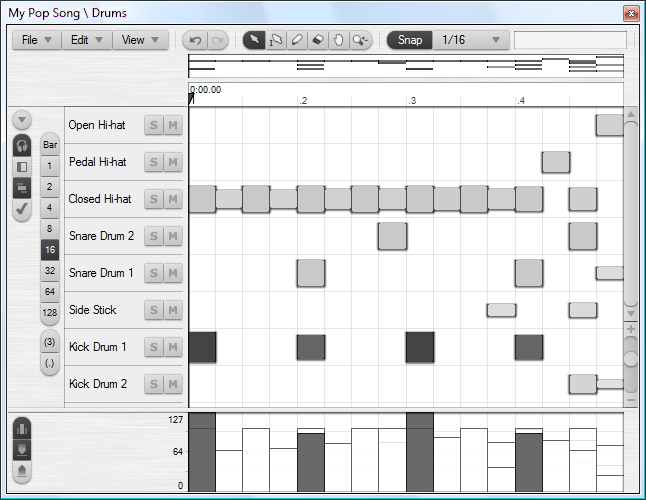 My Pop Song \ Drums
File Edit View Snap 1/16
0:00.00
.2 .3 .4
Open Hi-hat S M
Bar
Pedal Hi-hat S M
1
2
Closed Hi-hat S M
4
8
Snare Drum 2 S M
16
32
Snare Drum 1 S M
64
128
Side Stick S M
(3)
Kick Drum 1 S M
(.)
Kick Drum 2 S M
127
64
0